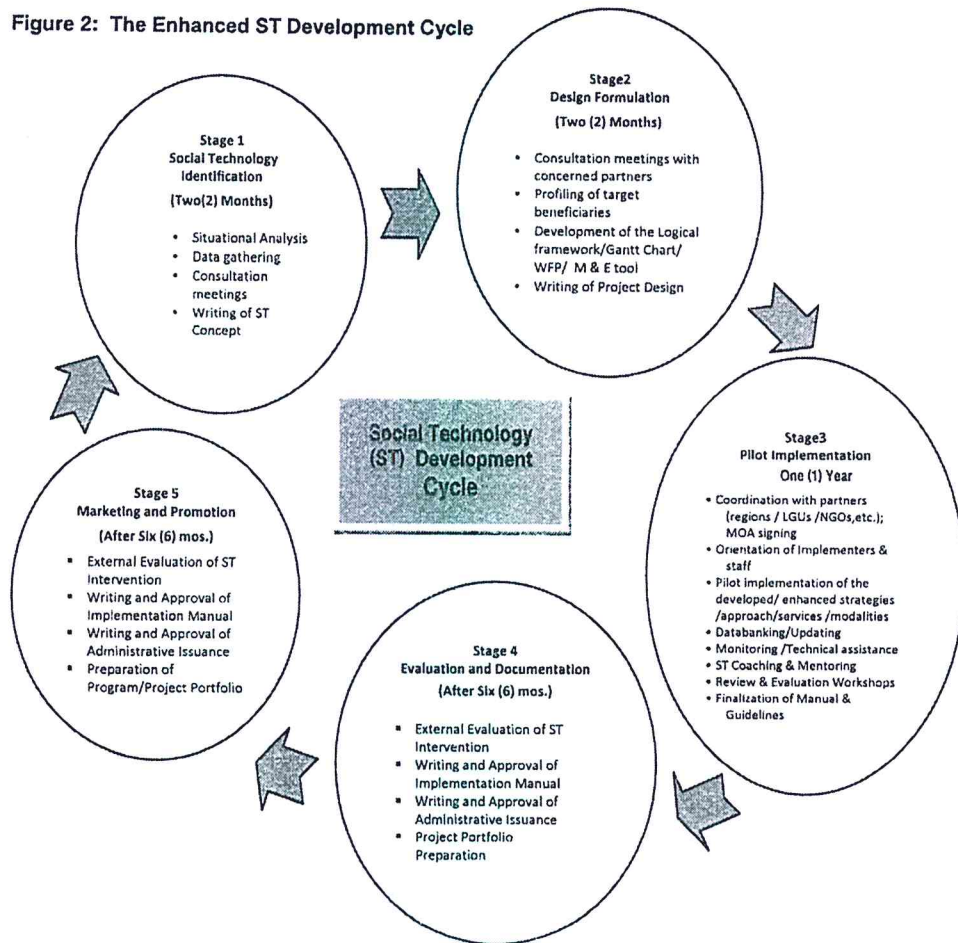 Figure 2: The Enhanced ST Development Cycle
Stage 1
Social Technology
Identification
(Two(2) Months)
• Situational Analysis
• Data gathering
• Consultation
meetings
• Writing of ST
Concept
Stage2
Design Formulation
(Two (2) Months)
• Consultation meetings with
concerned partners
• Profiling of target
beneficiaries
• Development of the Logical
framework/Gantt Chart/
WFP/ M & E tool
• Writing of Project Design
Social Technology
(ST) Development
Cycle
Stage3
Pilot Implementation
One (1) Year
• Coordination with partners
(regions / LGUs /NGOs,etc.);
MOA signing
• Orientation of Implementers &
staff
• Pilot implementation of the
developed/ enhanced strategies
/approach/services /modalities
• Databanking/Updating
• Monitoring /Technical assistance
• ST Coaching & Mentoring
• Review & Evaluation Workshops
• Finalization of Manual &
Guidelines
Stage 4
Evaluation and Documentation
(After Six (6) mos.)
▪ External Evaluation of ST
Intervention
▪ Writing and Approval of
Implementation Manual
▪ Writing and Approval of
Administrative Issuance
▪ Project Portfolio
Preparation
Stage 5
Marketing and Promotion
(After Six (6) mos.)
▪ External Evaluation of ST
Intervention
▪ Writing and Approval of
Implementation Manual
▪ Writing and Approval of
Administrative Issuance
▪ Preparation of
Program/Project Portfolio